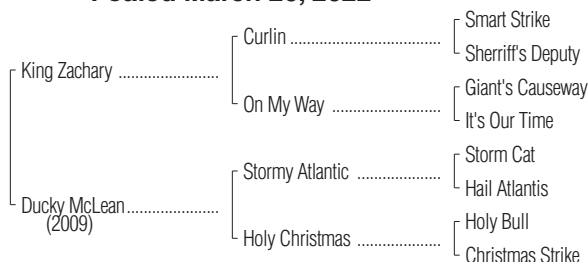 Foaled March
Smart Strike
Curlin ....................................................
Sherriff's Deputy
King Zachary ..........................
Giant's Causeway
On My Way ......................................
It's Our Time
Storm Cat
Stormy Atlantic ............................
Hail Atlantis
Ducky McLean........................
(2009)
Holy Bull
Holy Christmas ..............................
Christmas Strike